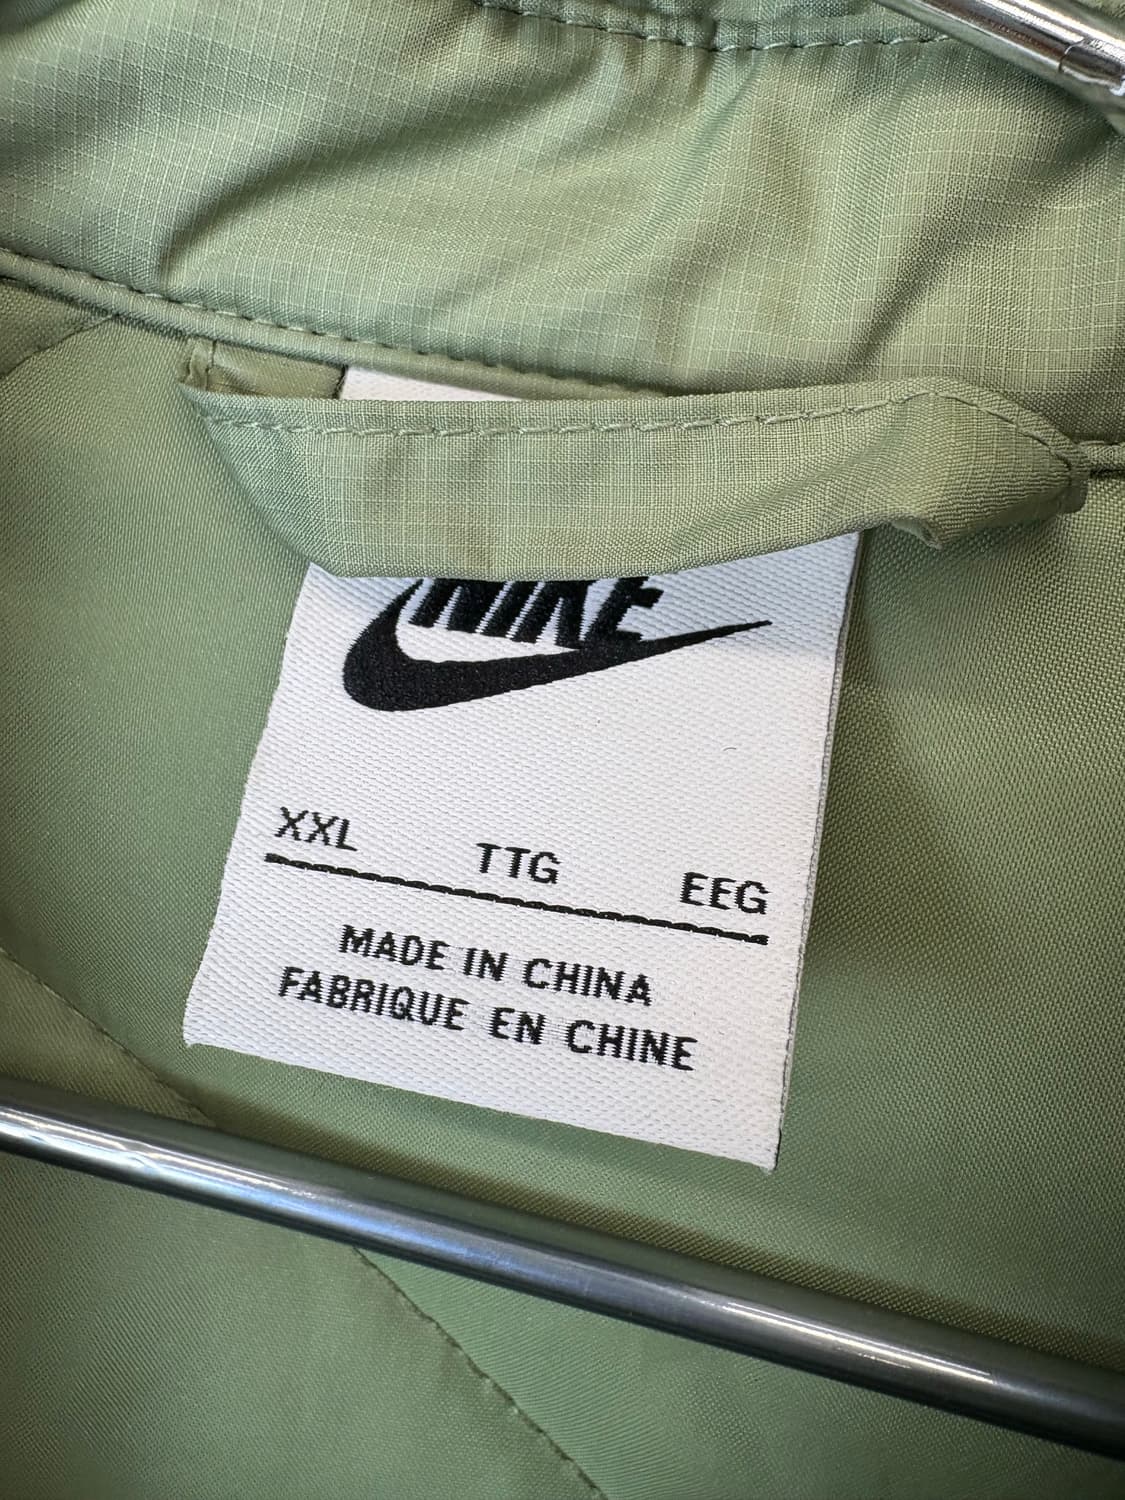 NIKE
XXL TTG EEG
MADE IN CHINA
FABRIQUE EN CHINE